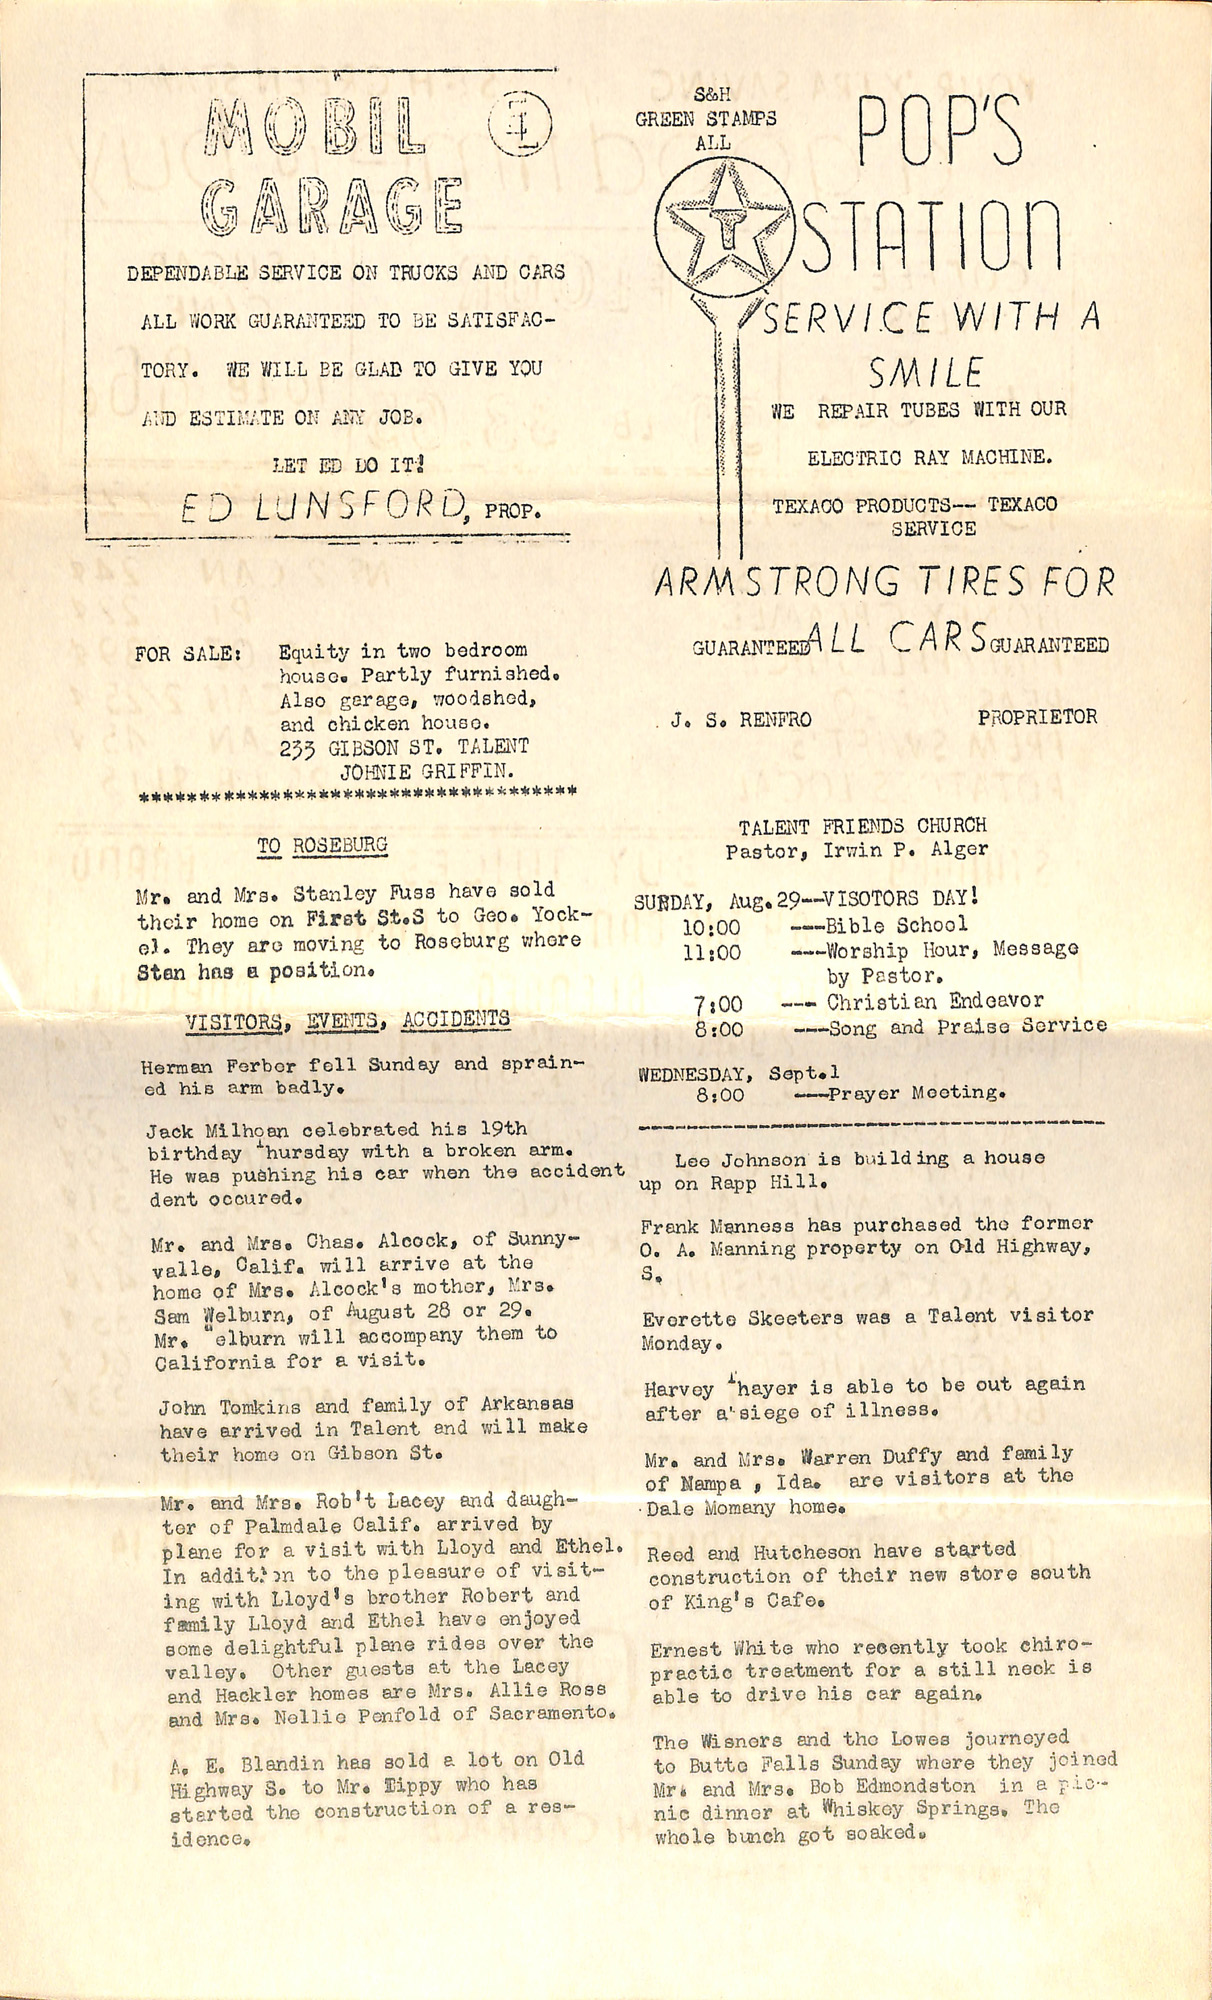 MOBIL
GARAGE
DEPENDABLE SERVICE ON TRUCKS AND CARS
ALL WORK GUARANTEED TO BE SATISFAC-
TORY. WE WILL BE GLAD TO GIVE YOU
AND ESTIMATE ON ANY JOB.
LET ED DO IT!
ED LUNSFORD, PROP.
FOR SALE: Equity in two bedroom
house. Partly furnished.
Also garage, woodshed,
and chicken house.
233 GIBSON ST. TALENT
JOHNIE GRIFFIN.
************************************
TO ROSEBURG
Mr. and Mrs. Stanley Fuss have sold
their home on First St.S to Geo. Yock-
el. They are moving to Roseburg where
Stan has a position.
VISITORS, EVENTS, ACCIDENTS
Herman Ferber fell Sunday and sprain-
ed his arm badly.
Jack Milhoan celebrated his 19th
birthday Thursday with a broken arm.
He was pushing his car when the accident
dent occured.
Mr. and Mrs. Chas. Alcock, of Sunny-
valle, Calif. will arrive at the
home of Mrs. Alcock's mother, Mrs.
Sam Welburn, of August 28 or 29.
Mr. Welburn will accompany them to
California for a visit.
John Tomkins and family of Arkansas
have arrived in Talent and will make
their home on Gibson St.
Mr. and Mrs. Rob't Lacey and daugh-
ter of Palmdale Calif. arrived by
plane for a visit with Lloyd and Ethel.
In addition to the pleasure of visit-
ing with Lloyd's brother Robert and
family Lloyd and Ethel have enjoyed
some delightful plane rides over the
valley. Other guests at the Lacey
and Hackler homes are Mrs. Allie Ross
and Mrs. Nellie Penfold of Sacramento.
A. E. Blandin has sold a lot on Old
Highway S. to Mr. Eippy who has
started the construction of a res-
idence.
S&H
GREEN STAMPS
ALL
POP'S
T
STATION
SERVICE WITH A
SMILE
WE REPAIR TUBES WITH OUR
ELECTRIC RAY MACHINE.
TEXACO PRODUCTS-- TEXACO
SERVICE
ARMSTRONG TIRES FOR
GUARANTEED ALL CARS GUARANTEED
J. S. RENFRO PROPRIETOR
TALENT FRIENDS CHURCH
Pastor, Irwin P. Alger
SUNDAY, Aug.29--VISOTORS DAY!
10:00 ---Bible School
11:00 ---Worship Hour, Message
by Pastor.
7:00 --- Christian Endeavor
8:00 ---Song and Praise Service
WEDNESDAY, Sept.1
8:00 ---Prayer Meeting.
---------------------------------------
Lee Johnson is building a house
up on Rapp Hill.
Frank Manness has purchased the former
O. A. Manning property on Old Highway,
S.
Everette Skeeters was a Talent visitor
Monday.
Harvey Thayer is able to be out again
after a siege of illness.
Mr. and Mrs. Warren Duffy and family
of Nampa , Ida. are visitors at the
Dale Momany home.
Reed and Hutcheson have started
construction of their new store south
of King's Cafe.
Ernest White who recently took chiro-
practic treatment for a still neck is
able to drive his car again.
The Wisners and the Lowes journeyed
to Butte Falls Sunday where they joined
Mr. and Mrs. Bob Edmondston in a pic-
nic dinner at Whiskey Springs. The
whole bunch got soaked.